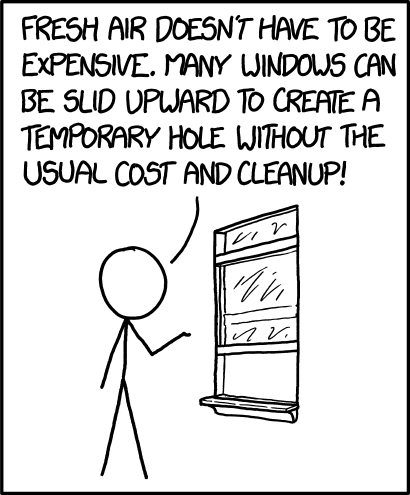 FRESH AIR DOESN'T HAVE TO BE
EXPENSIVE. MANY WINDOWS CAN
BE SLID UPWARD TO CREATE A
TEMPORARY HOLE WITHOUT THE
USUAL COST AND CLEANUP!